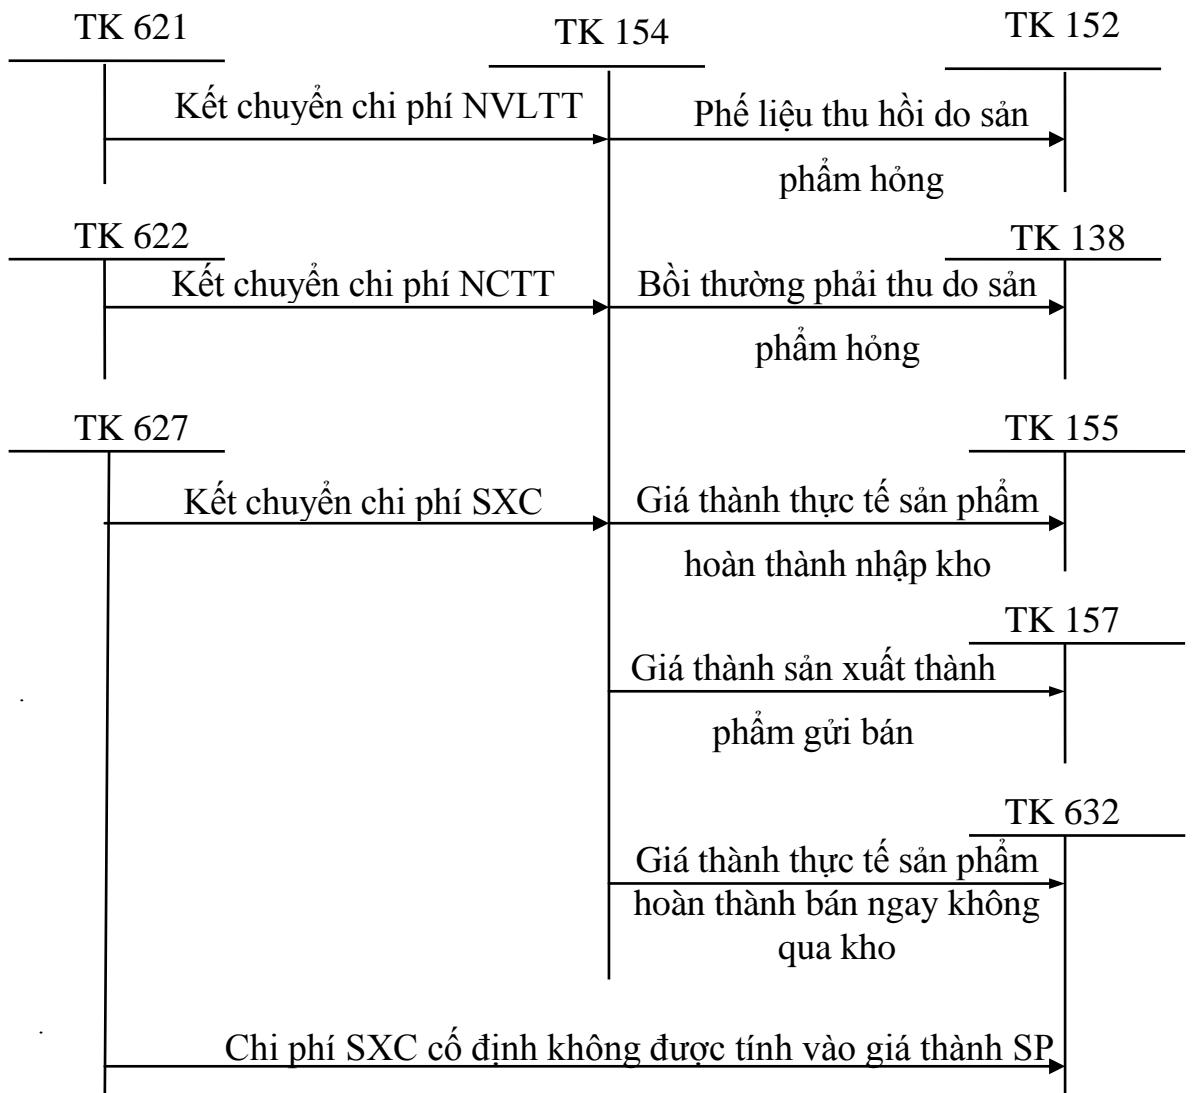 TK 621
TK 154
TK 152
Kết chuyển chi phí NVLTT
Phế liệu thu hồi do sản
phẩm hỏng
TK 622
TK 138
Kết chuyển chi phí NCTT
Bồi thường phải thu do sản
phẩm hỏng
TK 627
TK 155
Kết chuyển chi phí SXC
Giá thành thực tế sản phẩm
hoàn thành nhập kho
TK 157
Giá thành sản xuất thành
phẩm gửi bán
TK 632
Giá thành thực tế sản phẩm
hoàn thành bán ngay không
qua kho
Chi phí SXC cố định không được tính vào giá thành SP